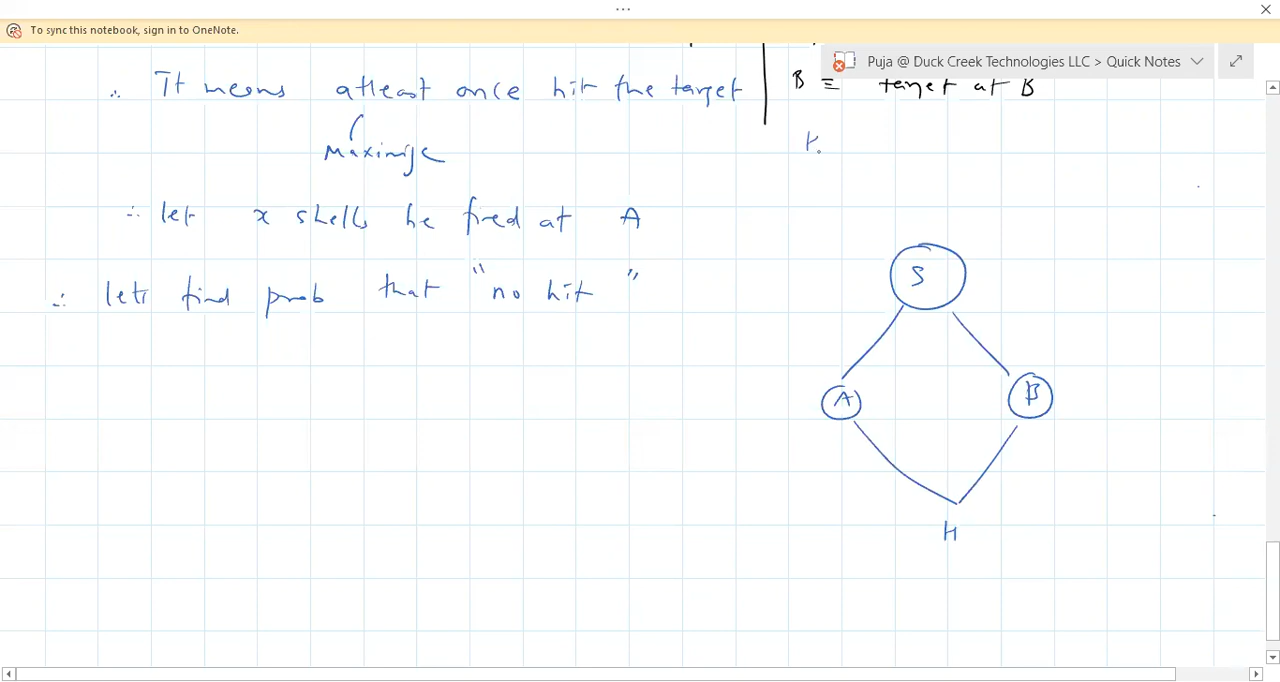 To sync this notebook, sign in to OneNote.
Puja @ Duck Creek Technologies LLC > Quick Notes
∴ It means atleast once hit the target
B ≡ target at B
Maximize
H.
∴ let x shells be fired at A
∴ lets find prob that "no hit"
S
A
B
H